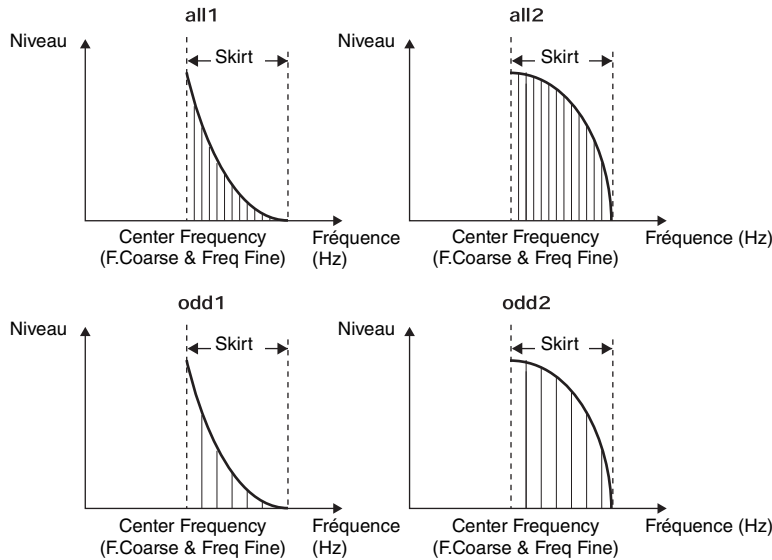 all1
all2
Niveau
Skirt
Niveau
Skirt
Center Frequency
(F.Coarse & Freq Fine)
Fréquence
(Hz)
Center Frequency
(F.Coarse & Freq Fine)
Fréquence (Hz)
odd1
odd2
Niveau
Skirt
Niveau
Skirt
Center Frequency
(F.Coarse & Freq Fine)
Fréquence
(Hz)
Center Frequency
(F.Coarse & Freq Fine)
Fréquence (Hz)